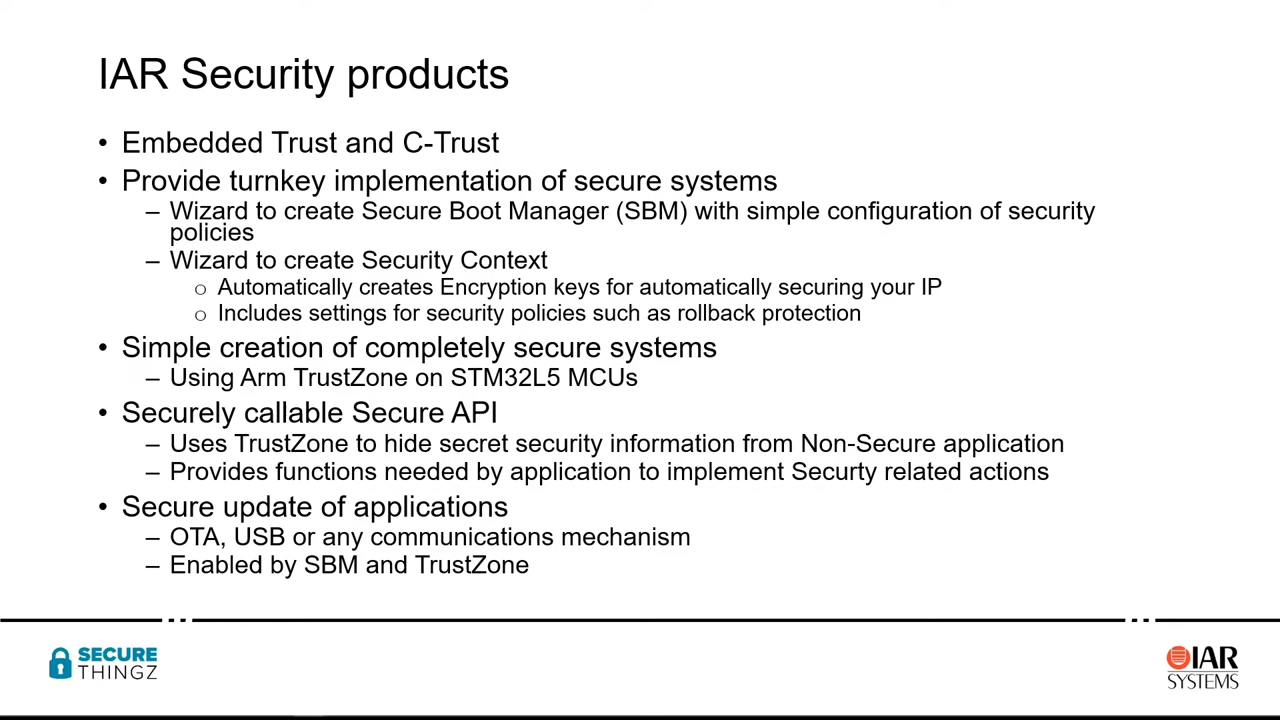 IAR Security products
• Embedded Trust and C-Trust
• Provide turnkey implementation of secure systems
– Wizard to create Secure Boot Manager (SBM) with simple configuration of security
policies
– Wizard to create Security Context
○ Automatically creates Encryption keys for automatically securing your IP
○ Includes settings for security policies such as rollback protection
• Simple creation of completely secure systems
– Using Arm TrustZone on STM32L5 MCUs
• Securely callable Secure API
– Uses TrustZone to hide secret security information from Non-Secure application
– Provides functions needed by application to implement Securty related actions
• Secure update of applications
– OTA, USB or any communications mechanism
– Enabled by SBM and TrustZone
SECURE
THINGZ
IAR
SYSTEMS